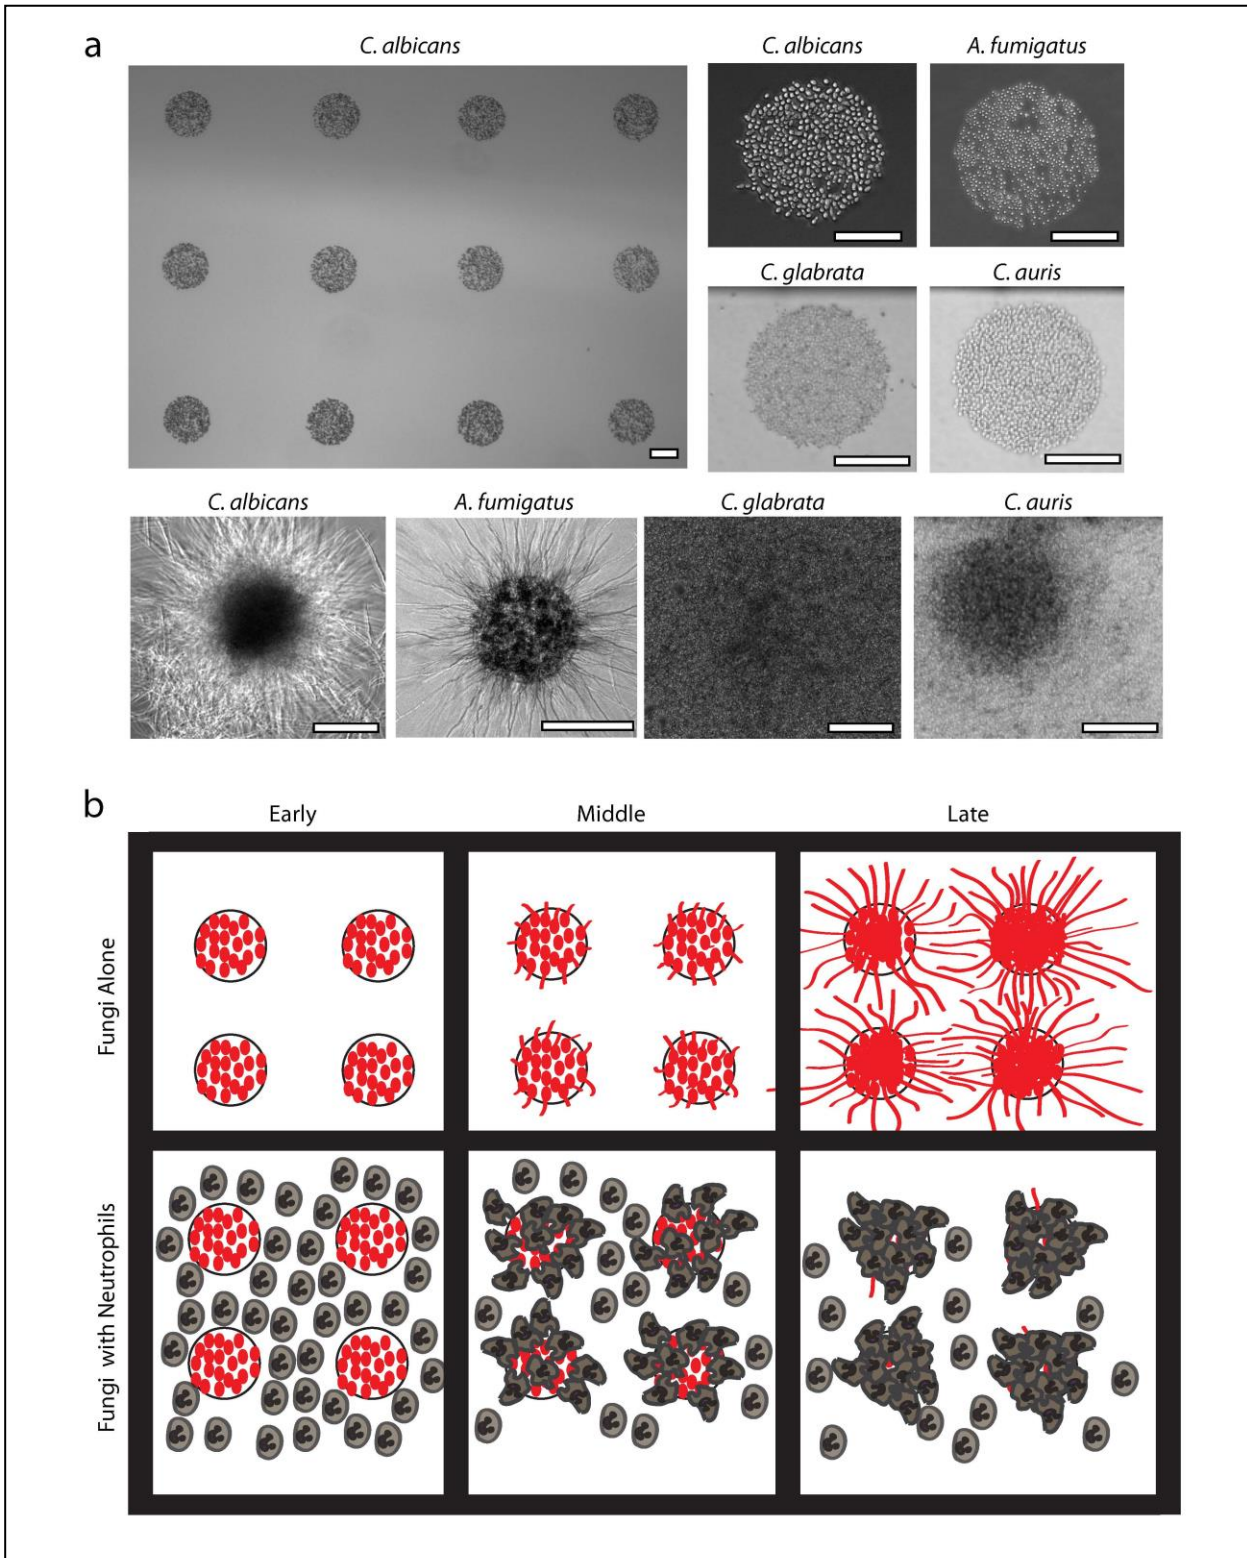 a
C. albicans
C. albicans
A. fumigatus
C. glabrata
C. auris
C. albicans
A. fumigatus
C. glabrata
C. auris
b
Early
Middle
Late
Fungi Alone
Fungi with Neutrophils